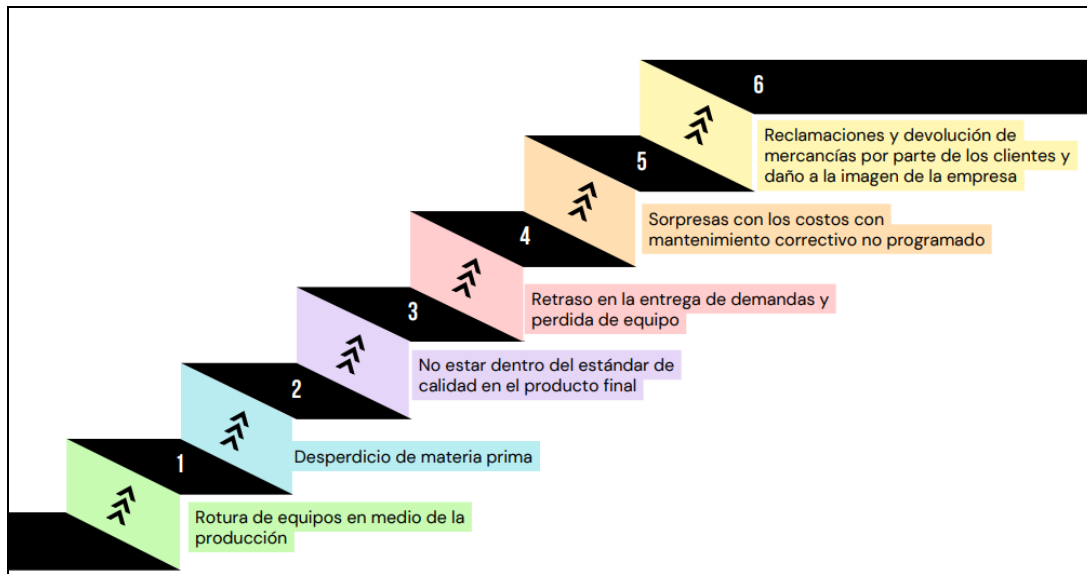 6
Reclamaciones y devolución de
mercancías por parte de los clientes y
daño a la imagen de la empresa
5
Sorpresas con los costos con
mantenimiento correctivo no programado
4
Retraso en la entrega de demandas y
perdida de equipo
3
No estar dentro del estándar de
calidad en el producto final
2
Desperdicio de materia prima
1
Rotura de equipos en medio de la
producción